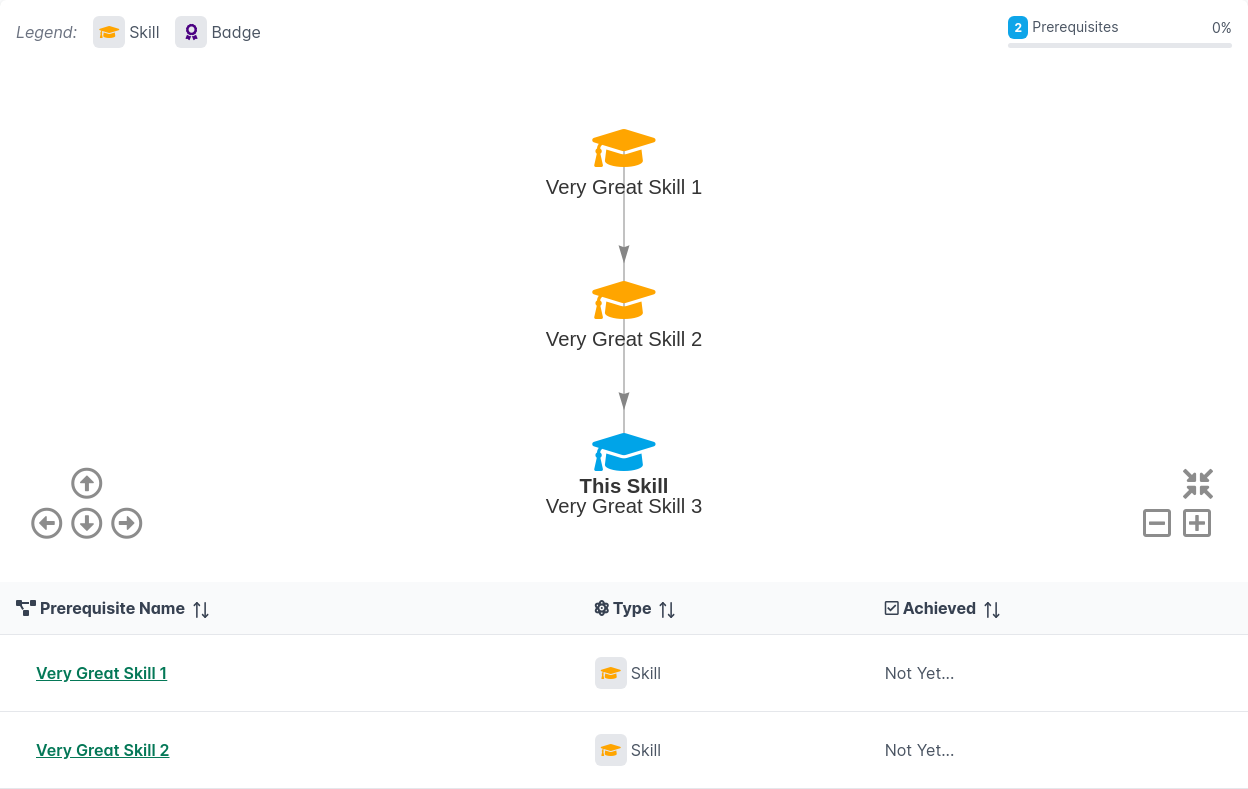 Legend: Skill Badge
2 Prerequisites 0%
Very Great Skill 1
Very Great Skill 2
This Skill
Very Great Skill 3
Prerequisite Name Type Achieved
Very Great Skill 1 Skill Not Yet...
Very Great Skill 2 Skill Not Yet...